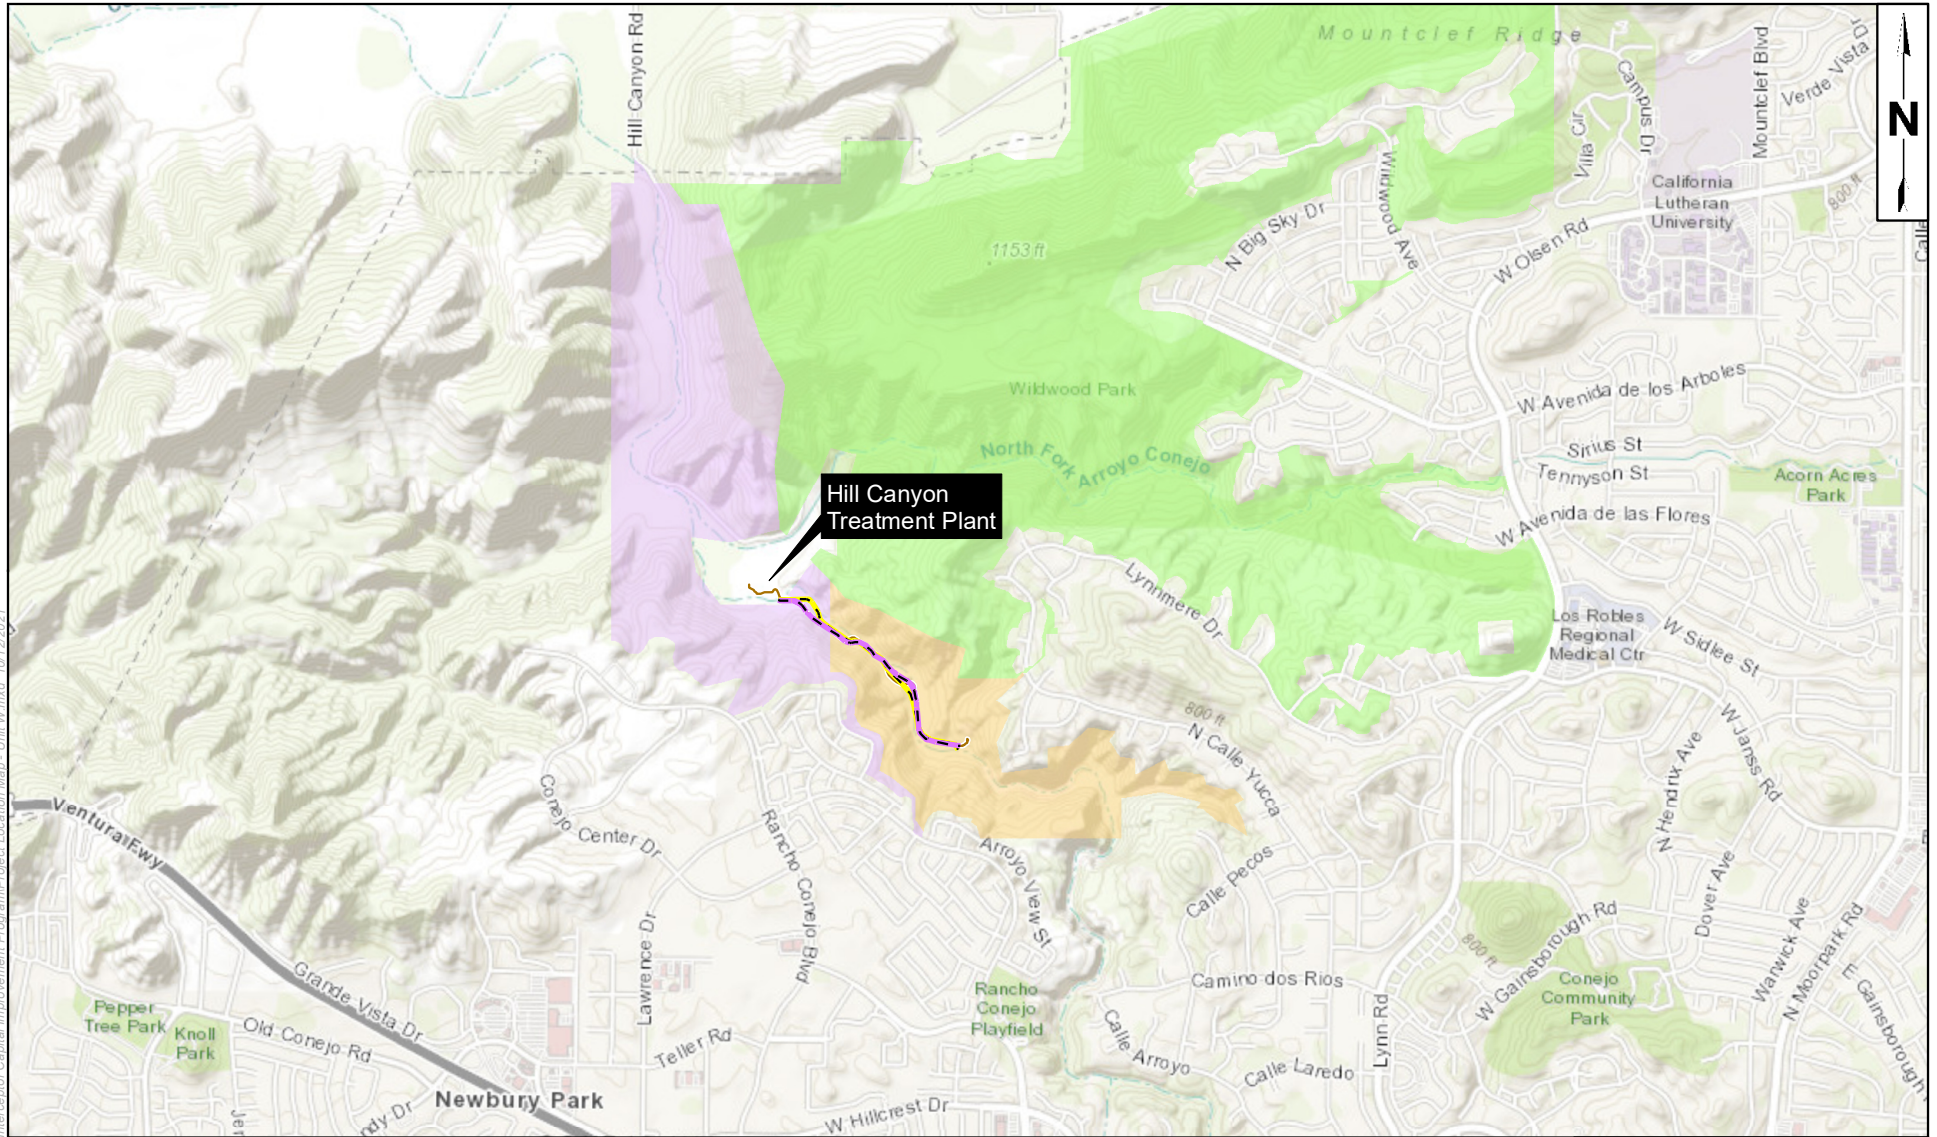 Mountclef Ridge
Hill Canyon Rd
Campus Dr
Villa Cir
Mountclef Blvd
Verde Vista Dr
N
California
Lutheran
University
800 ft
Wildwood Ave
N Big Sky Dr
W Olsen Rd
1153 ft
Wildwood Park
W Avenida de los Arboles
North Fork Arroyo Conejo
Sirius St
Tennyson St
Acorn Acres
Park
W Avenida de las Flores
Hill Canyon
Treatment Plant
Lynnmere Dr
Los Robles
Regional
Medical Ctr
W Sidlee St
800 ft
N Calle Yucca
W Janss Rd
N Hendrix Ave
Ventura Fwy
Conejo Center Dr
Rancho Conejo Blvd
Arroyo View St
Calle Pecos
Dover Ave
Lawrence Dr
W Gainsborough Rd
800 ft
Warwick Ave
N Moorpark Rd
E Gainsborough
Camino dos Rios
Conejo
Community
Park
Grande Vista Dr
Pepper
Tree Park
Knoll
Park
Old Conejo Rd
Teller Rd
Rancho
Conejo
Playfield
Calle Arroyo
Calle Laredo
Lynn Rd
Newbury Park
W Hillcrest Dr